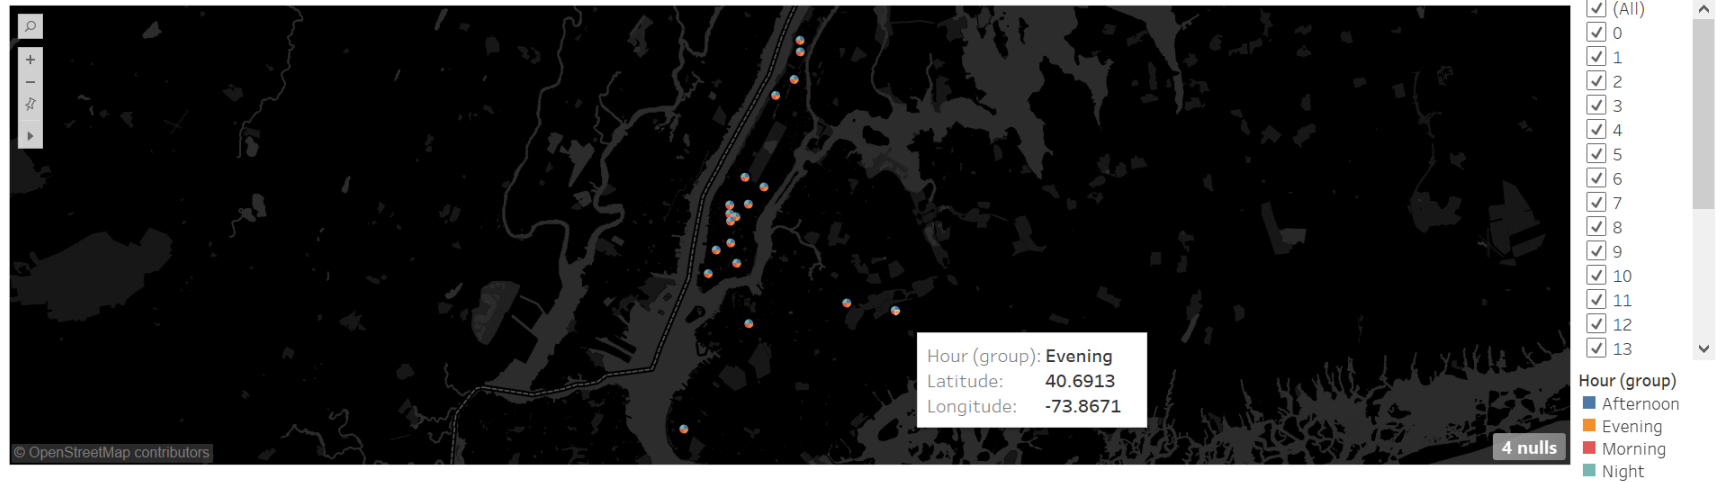 (All)
0
1
2
3
4
5
6
7
8
9
10
11
12
13
Hour (group): Evening
Latitude: 40.6913
Longitude: -73.8671
© OpenStreetMap contributors
4 nulls
Hour (group)
Afternoon
Evening
Morning
Night